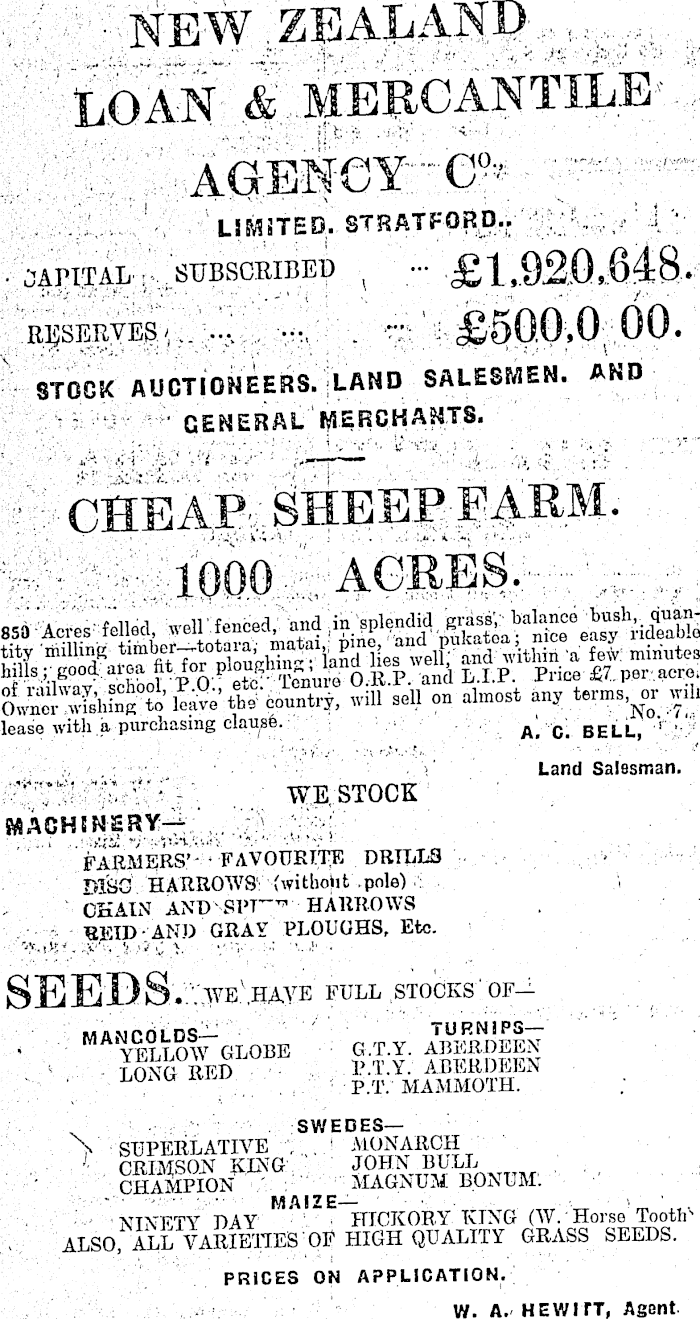 NEW ZEALAND
LOAN & MERCANTILE
AGENCY Co.,
LIMITED. STRATFORD..
CAPITAL SUBSCRIBED ... £1,920,648.
RESERVES ... ... ... £500,0 00.
STOCK AUCTIONEERS. LAND SALESMEN. AND
GENERAL MERCHANTS.
CHEAP SHEEP FARM.
1000 ACRES.
850 Acres felled, well fenced, and in splendid grass, balance bush, quan-
tity milling timber—totara, matai, pine, and pukatea; nice easy rideable
hills; good area fit for ploughing; land lies well, and within a few minutes
of railway, school, P.O., etc. Tenure O.R.P. and L.I.P. Price £7 per acre.
Owner wishing to leave the country, will sell on almost any terms, or will
lease with a purchasing clause. No. 7..
A. C. BELL,
Land Salesman.
WE STOCK
MACHINERY—
FARMERS' FAVOURITE DRILLS
DISC HARROWS (without pole)
CHAIN AND HARROWS
REID AND GRAY PLOUGHS, Etc.
SEEDS. WE HAVE FULL STOCKS OF—
MANGOLDS— TURNIPS—
YELLOW GLOBE G.T.Y. ABERDEEN
LONG RED P.T.Y. ABERDEEN
P.T. MAMMOTH.
SWEDES—
SUPERLATIVE MONARCH
CRIMSON KING JOHN BULL
CHAMPION MAGNUM BONUM.
MAIZE—
NINETY DAY HICKORY KING (W. Horse Tooth
ALSO, ALL VARIETIES OF HIGH QUALITY GRASS SEEDS.
PRICES ON APPLICATION.
W. A. HEWITT, Agent.